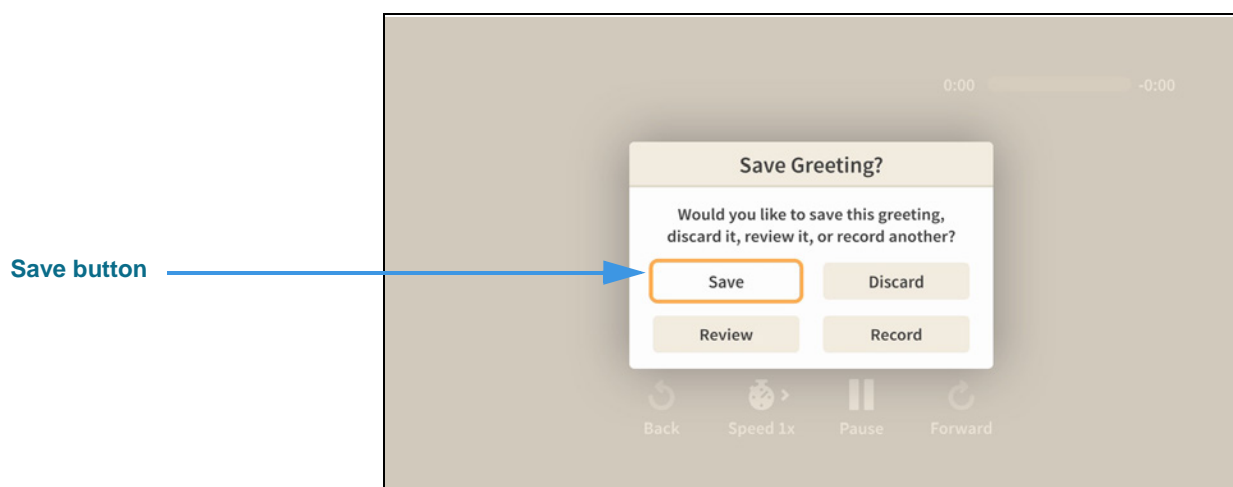 0:00 -0:00
Save Greeting?
Would you like to save this greeting,
discard it, review it, or record another?
Save button
Save Discard
Review Record
Back Speed 1x Pause Forward